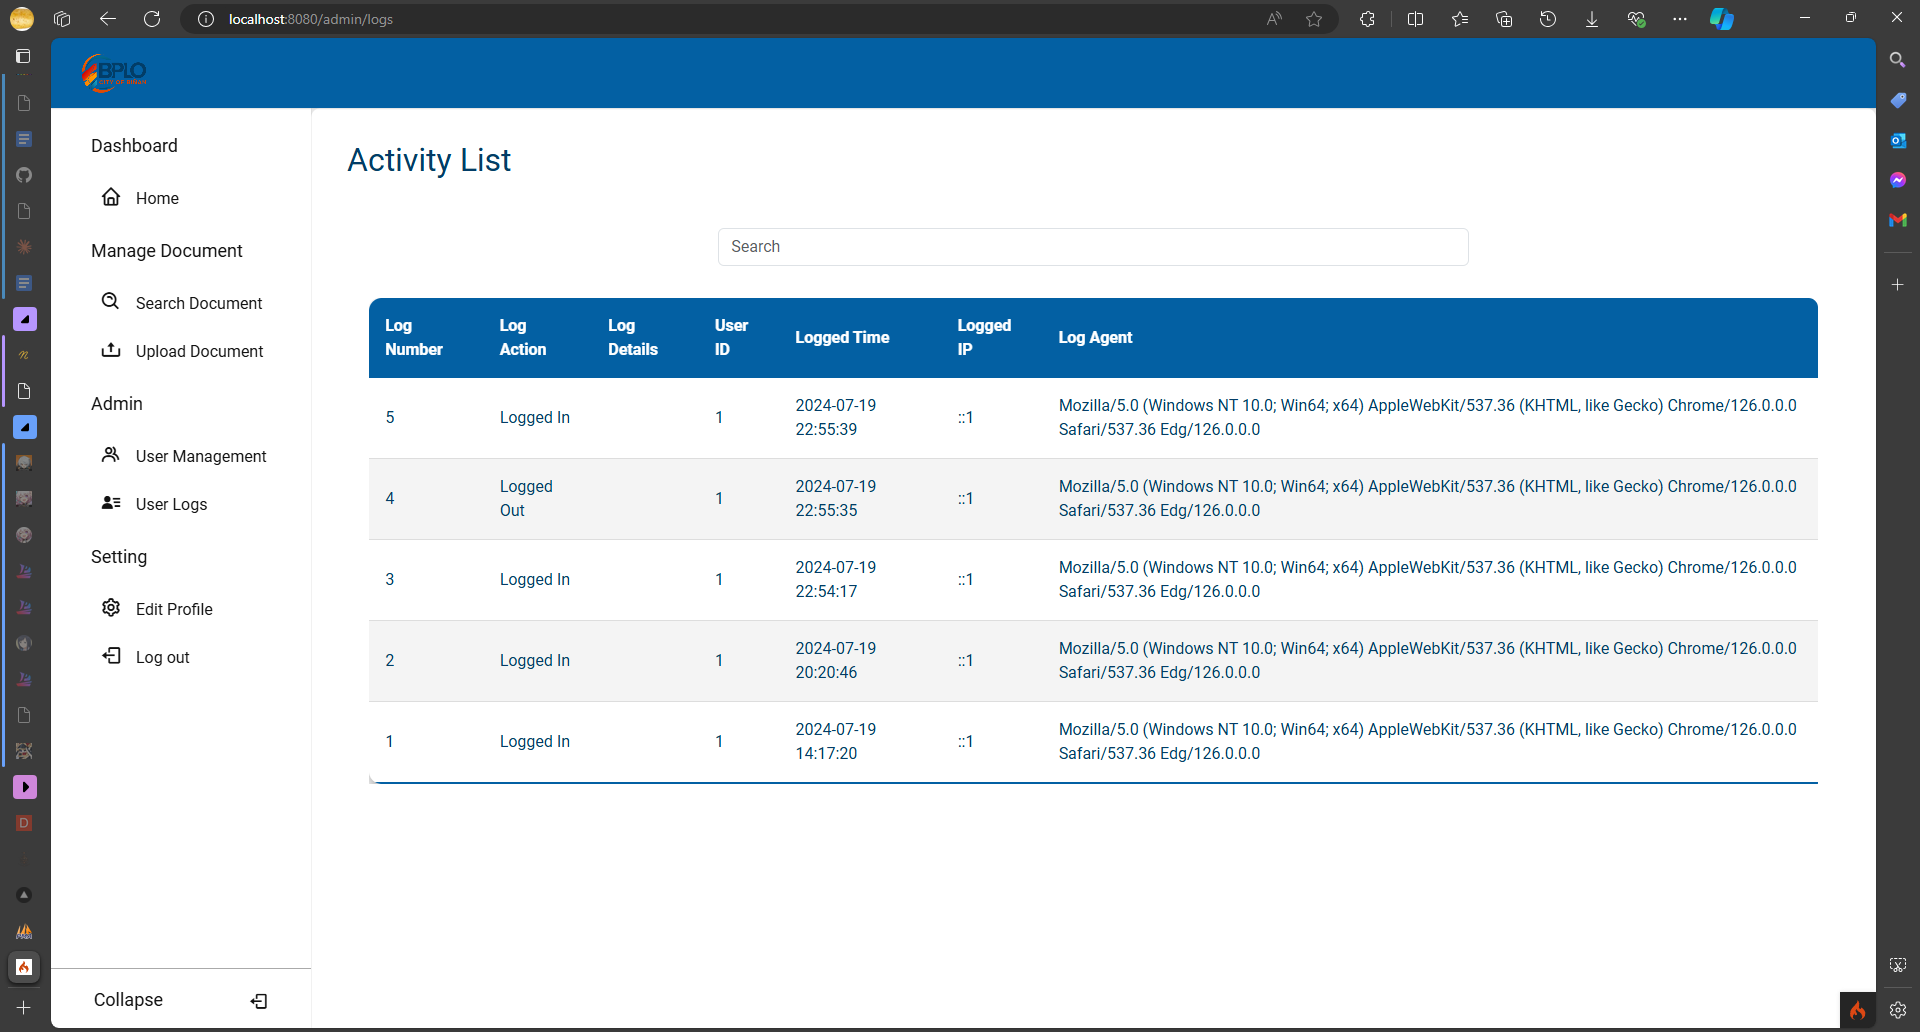 localhost:8080/admin/logs
BPLO
Dashboard
Home
Manage Document
Search Document
Upload Document
Admin
User Management
User Logs
Setting
Edit Profile
Log out
Collapse
Activity List
Search
Log Number
Log Action
Log Details
User ID
Logged Time
Logged IP
Log Agent
5
Logged In
1
2024-07-19
22:55:39
::1
Mozilla/5.0 (Windows NT 10.0; Win64; x64) AppleWebKit/537.36 (KHTML, like Gecko) Chrome/126.0.0.0
Safari/537.36 Edg/126.0.0.0
4
Logged
Out
1
2024-07-19
22:55:35
::1
Mozilla/5.0 (Windows NT 10.0; Win64; x64) AppleWebKit/537.36 (KHTML, like Gecko) Chrome/126.0.0.0
Safari/537.36 Edg/126.0.0.0
3
Logged In
1
2024-07-19
22:54:17
::1
Mozilla/5.0 (Windows NT 10.0; Win64; x64) AppleWebKit/537.36 (KHTML, like Gecko) Chrome/126.0.0.0
Safari/537.36 Edg/126.0.0.0
2
Logged In
1
2024-07-19
20:20:46
::1
Mozilla/5.0 (Windows NT 10.0; Win64; x64) AppleWebKit/537.36 (KHTML, like Gecko) Chrome/126.0.0.0
Safari/537.36 Edg/126.0.0.0
1
Logged In
1
2024-07-19
14:17:20
::1
Mozilla/5.0 (Windows NT 10.0; Win64; x64) AppleWebKit/537.36 (KHTML, like Gecko) Chrome/126.0.0.0
Safari/537.36 Edg/126.0.0.0